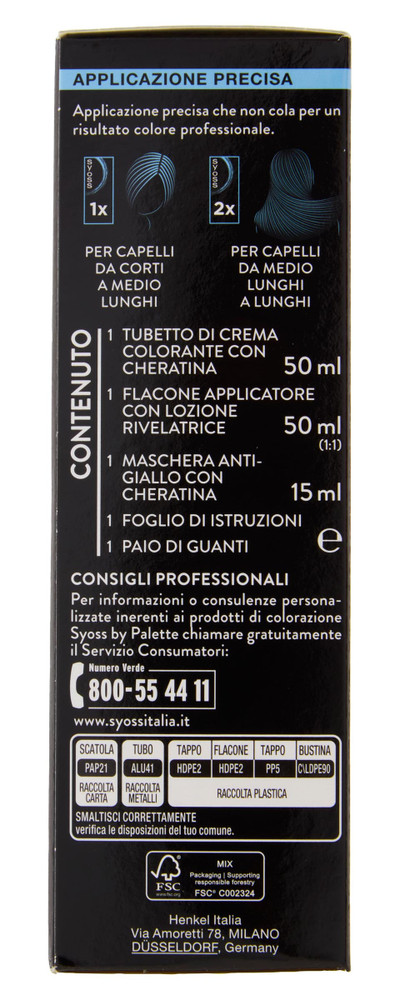 APPLICAZIONE PRECISA
Applicazione precisa che non cola per un
risultato colore professionale.
SYOSS
1x
SYOSS
2x
PER CAPELLI
DA CORTI
A MEDIO
LUNGHI
PER CAPELLI
DA MEDIO
LUNGHI
A LUNGHI
CONTENUTO
1 TUBETTO DI CREMA
COLORANTE CON
CHERATINA 50 ml
1 FLACONE APPLICATORE
CON LOZIONE
RIVELATRICE 50 ml
(1:1)
1 MASCHERA ANTI-
GIALLO CON
CHERATINA 15 ml
1 FOGLIO DI ISTRUZIONI
1 PAIO DI GUANTI ℮
CONSIGLI PROFESSIONALI
Per informazioni o consulenze persona-
lizzate inerenti ai prodotti di colorazione
Syoss by Palette chiamare gratuitamente
il Servizio Consumatori:
Numero Verde
800-55 44 11
www.syossitalia.it
SCATOLA TUBO TAPPO FLACONE TAPPO BUSTINA
PAP21 ALU41 HDPE2 HDPE2 PP5 C\LDPE90
RACCOLTA CARTA RACCOLTA METALLI RACCOLTA PLASTICA
SMALTISCI CORRETTAMENTE
verifica le disposizioni del tuo comune.
FSC
www.fsc.org
MIX
Packaging | Supporting
responsible forestry
FSC® C002324
Henkel Italia
Via Amoretti 78, MILANO
DÜSSELDORF, Germany